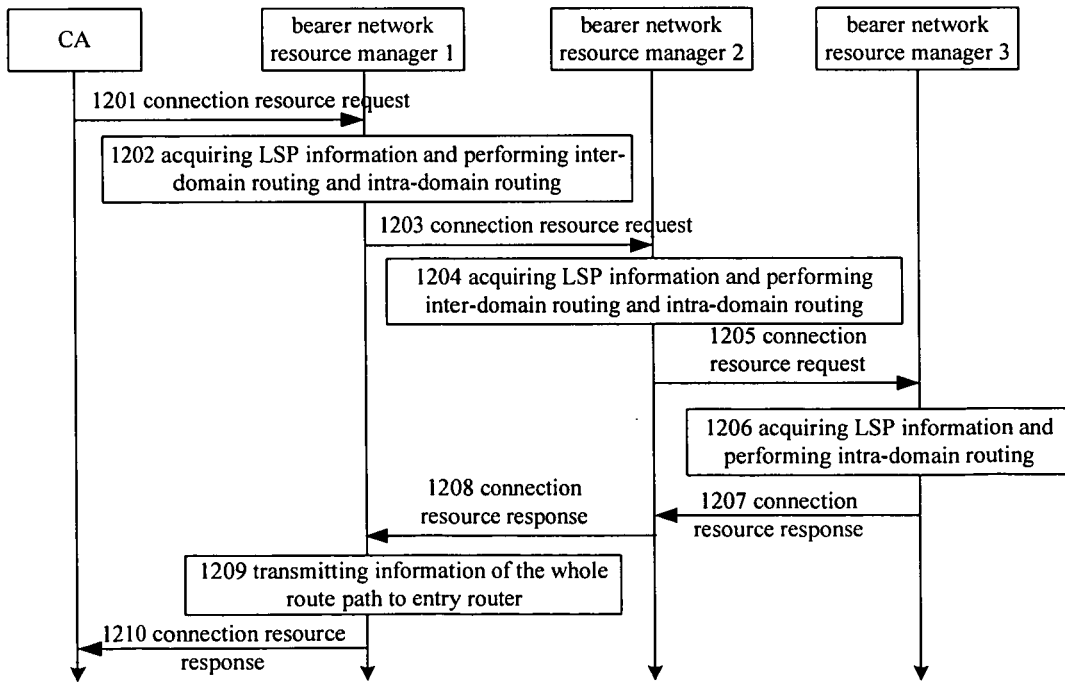 CA
bearer network
resource manager 1
bearer network
resource manager 2
bearer network
resource manager 3
1201 connection resource request
1202 acquiring LSP information and performing inter-
domain routing and intra-domain routing
1203 connection resource request
1204 acquiring LSP information and performing
inter-domain routing and intra-domain routing
1205 connection
resource request
1206 acquiring LSP information and
performing intra-domain routing
1207 connection
resource response
1208 connection
resource response
1209 transmitting information of the whole
route path to entry router
1210 connection resource
response